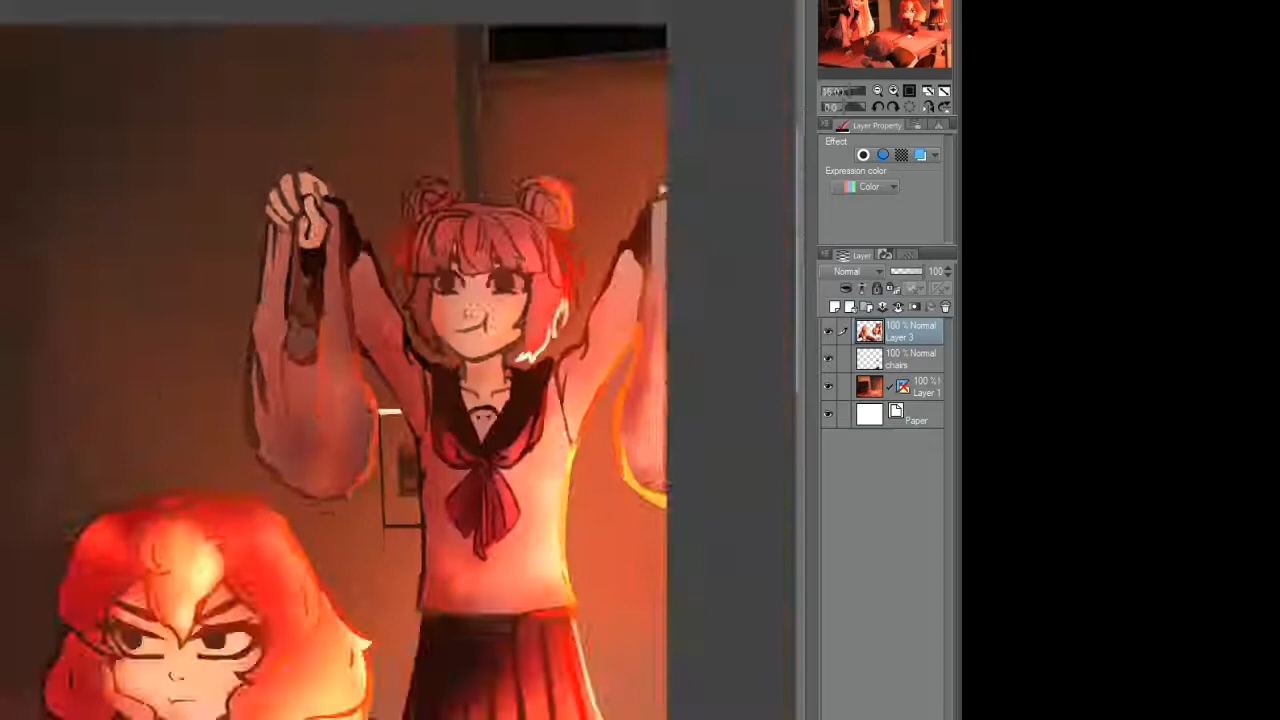 Layer Property
Effect
Expression color
Color
Layer
Normal
100
100 % Normal
Layer 3
100 % Normal
chairs
100 %
Layer 1
Paper